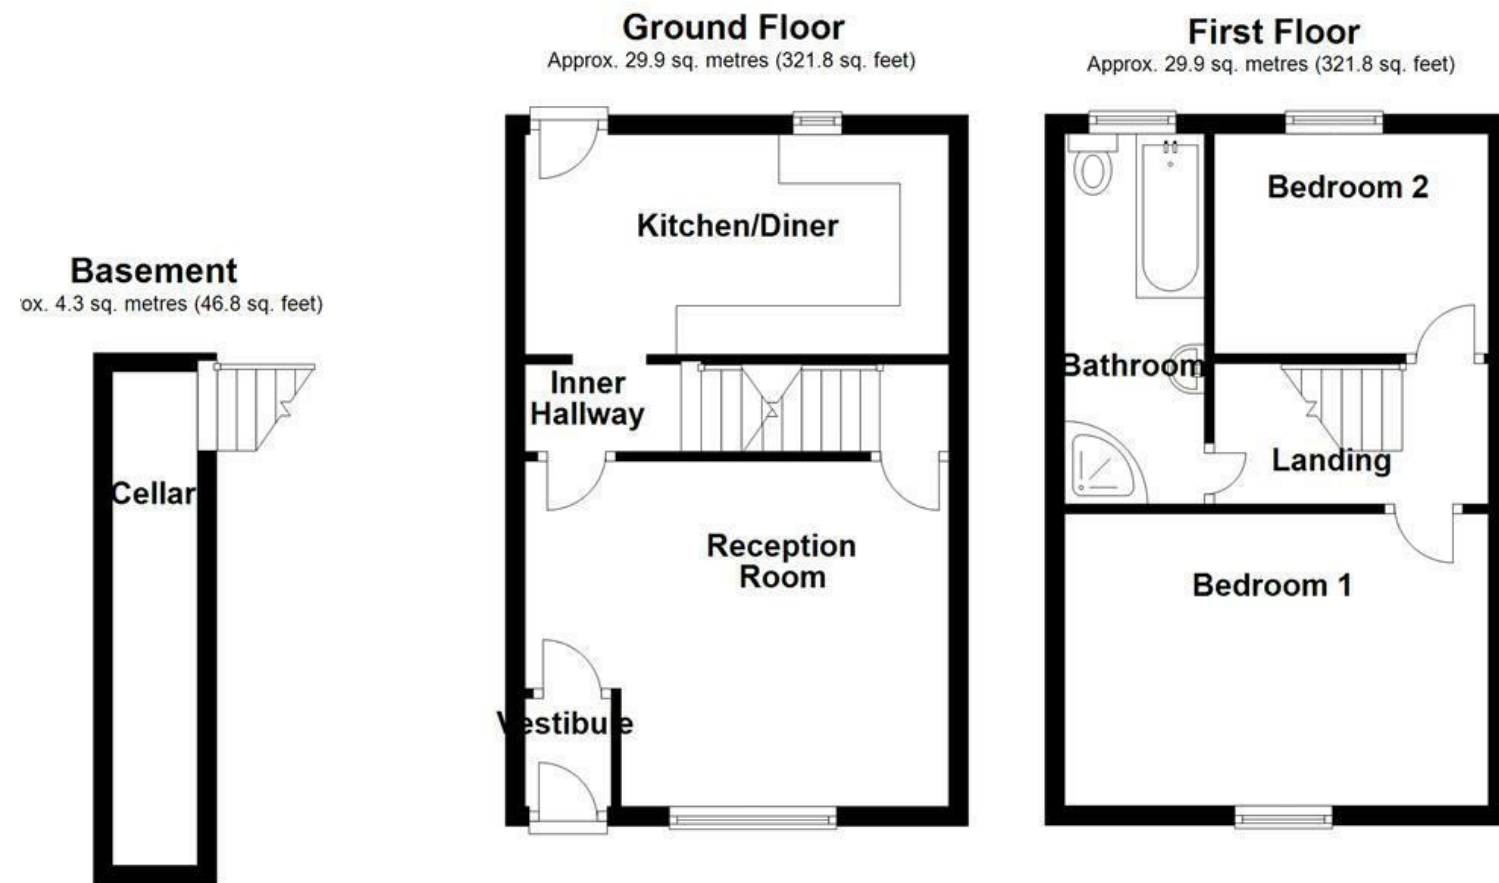 Ground Floor
Approx. 29.9 sq. metres (321.8 sq. feet)
First Floor
Approx. 29.9 sq. metres (321.8 sq. feet)
Basement
ox. 4.3 sq. metres (46.8 sq. feet)
Kitchen/Diner
Bedroom 2
Bathroom
Inner
Hallway
Landing
Cellar
Reception
Room
Bedroom 1
Vestibule